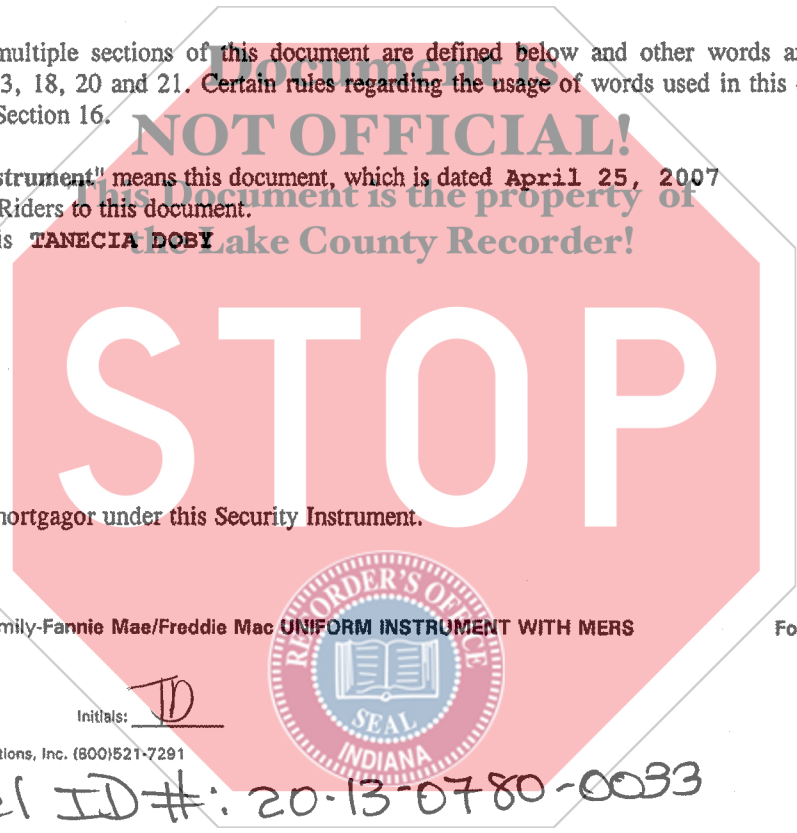 multiple sections of this document are defined below and other words a
Document is
3, 18, 20 and 21. Certain rules regarding the usage of words used in this
Section 16.
NOT OFFICIAL!
strument" means this document, which is dated April 25, 2007
This Document is the property of
Riders to this document.
is TANECIA DOBY
the Lake County Recorder!
STOP
mortgagor under this Security Instrument.
RECORDER'S OFFICE
mily-Fannie Mae/Freddie Mac UNIFORM INSTRUMENT WITH MERS Fo
Initials: TD
SEAL
INDIANA
tions, Inc. (800)521-7291
el ID#: 20-13-0780-0033